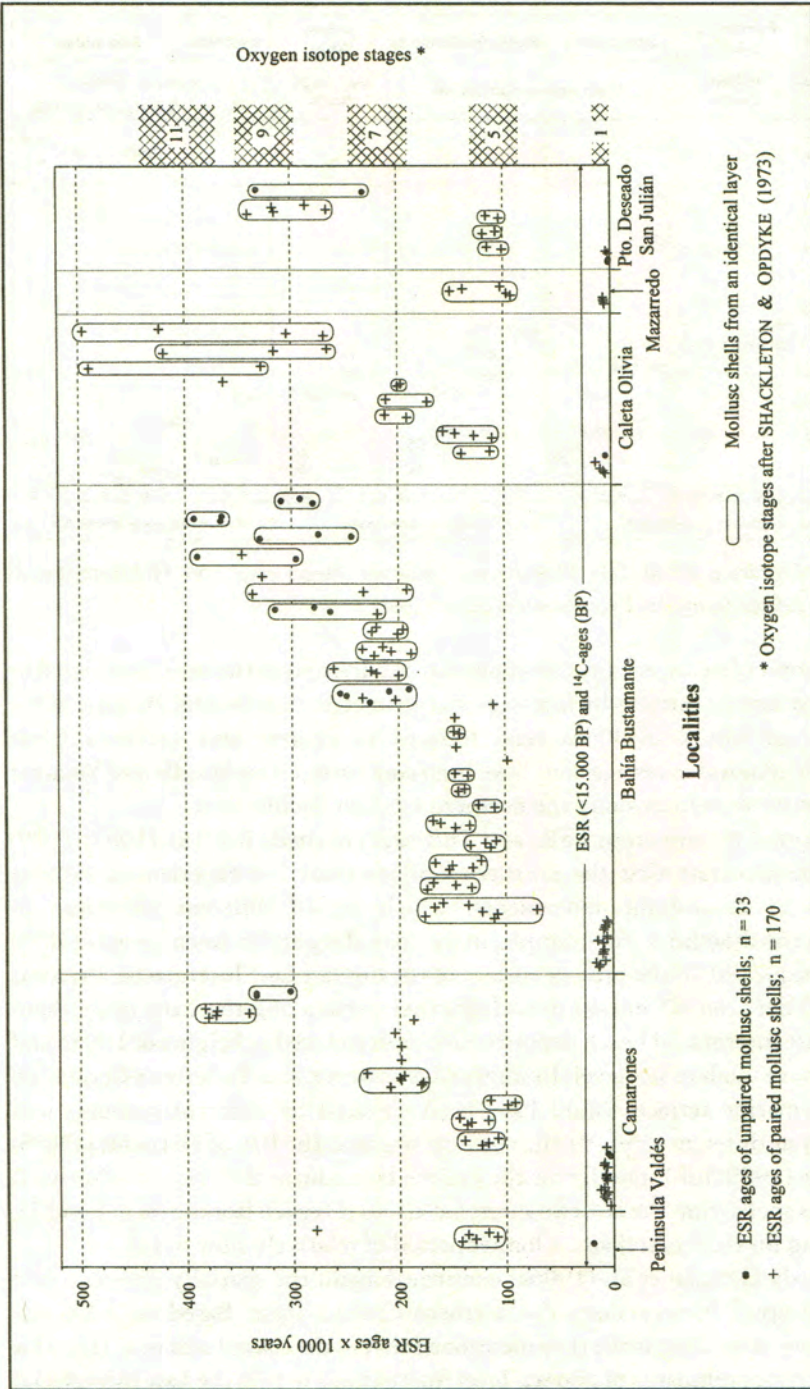 Oxygen isotope stages *
11
9
7
5
1
500
400
300
200
100
0
ESR ages x 1000 years
ESR (<15.000 BP) and ¹⁴C-ages (BP)
Peninsula Valdés
Camarones
Bahia Bustamante
Caleta Olivia
Mazarredo
Pto. Deseado
San Julián
Localities
• ESR ages of unpaired mollusc shells; n = 33
+ ESR ages of paired mollusc shells; n = 170
Mollusc shells from an identical layer
* Oxygen isotope stages after SHACKLETON & OPDYKE (1973)